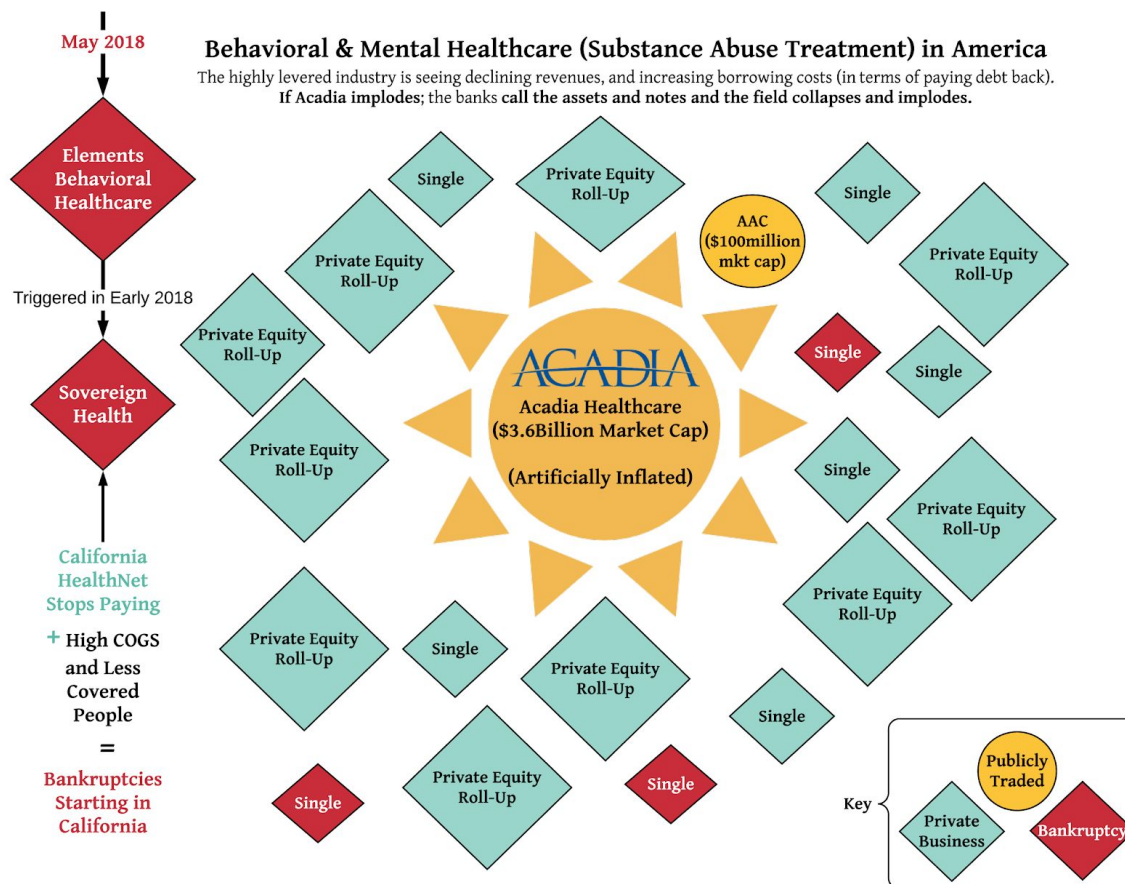 May 2018
Behavioral & Mental Healthcare (Substance Abuse Treatment) in America
The highly levered industry is seeing declining revenues, and increasing borrowing costs (in terms of paying debt back).
If Acadia implodes; the banks call the assets and notes and the field collapses and implodes.
Elements
Behavioral
Healthcare
Triggered in Early 2018
Sovereign
Health
California
HealthNet
Stops Paying
+ High COGS
and Less
Covered
People
=
Bankruptcies
Starting in
California
Single
Private Equity
Roll-Up
AAC
($100million
mkt cap)
Single
Private Equity
Roll-Up
Private Equity
Roll-Up
Private Equity
Roll-Up
Single
Single
ACADIA
Acadia Healthcare
($3.6Billion Market Cap)
(Artificially Inflated)
Private Equity
Roll-Up
Single
Private Equity
Roll-Up
Private Equity
Roll-Up
Private Equity
Roll-Up
Single
Private Equity
Roll-Up
Single
Single
Private Equity
Roll-Up
Single
Key
Publicly
Traded
Private
Business
Bankruptcy